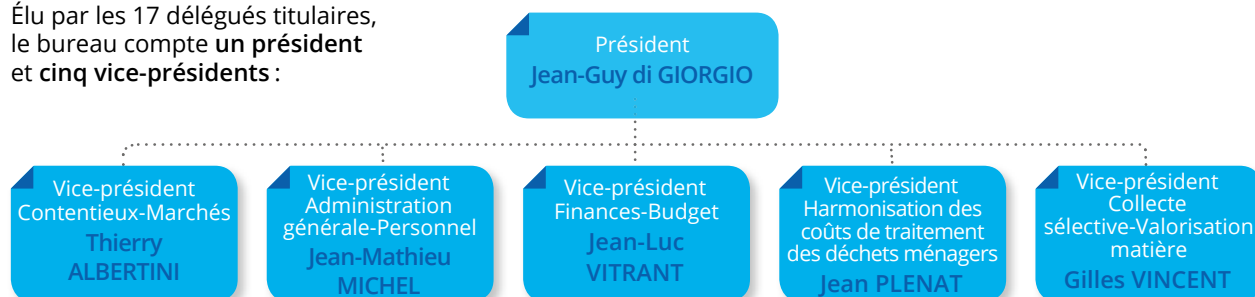 Élu par les 17 délégués titulaires,
le bureau compte un président
et cinq vice-présidents :
Président
Jean-Guy di GIORGIO
Vice-président
Contentieux-Marchés
Thierry
ALBERTINI
Vice-président
Administration
générale-Personnel
Jean-Mathieu
MICHEL
Vice-président
Finances-Budget
Jean-Luc
VITRANT
Vice-président
Harmonisation des
coûts de traitement
des déchets ménagers
Jean PLENAT
Vice-président
Collecte
sélective-Valorisation
matière
Gilles VINCENT